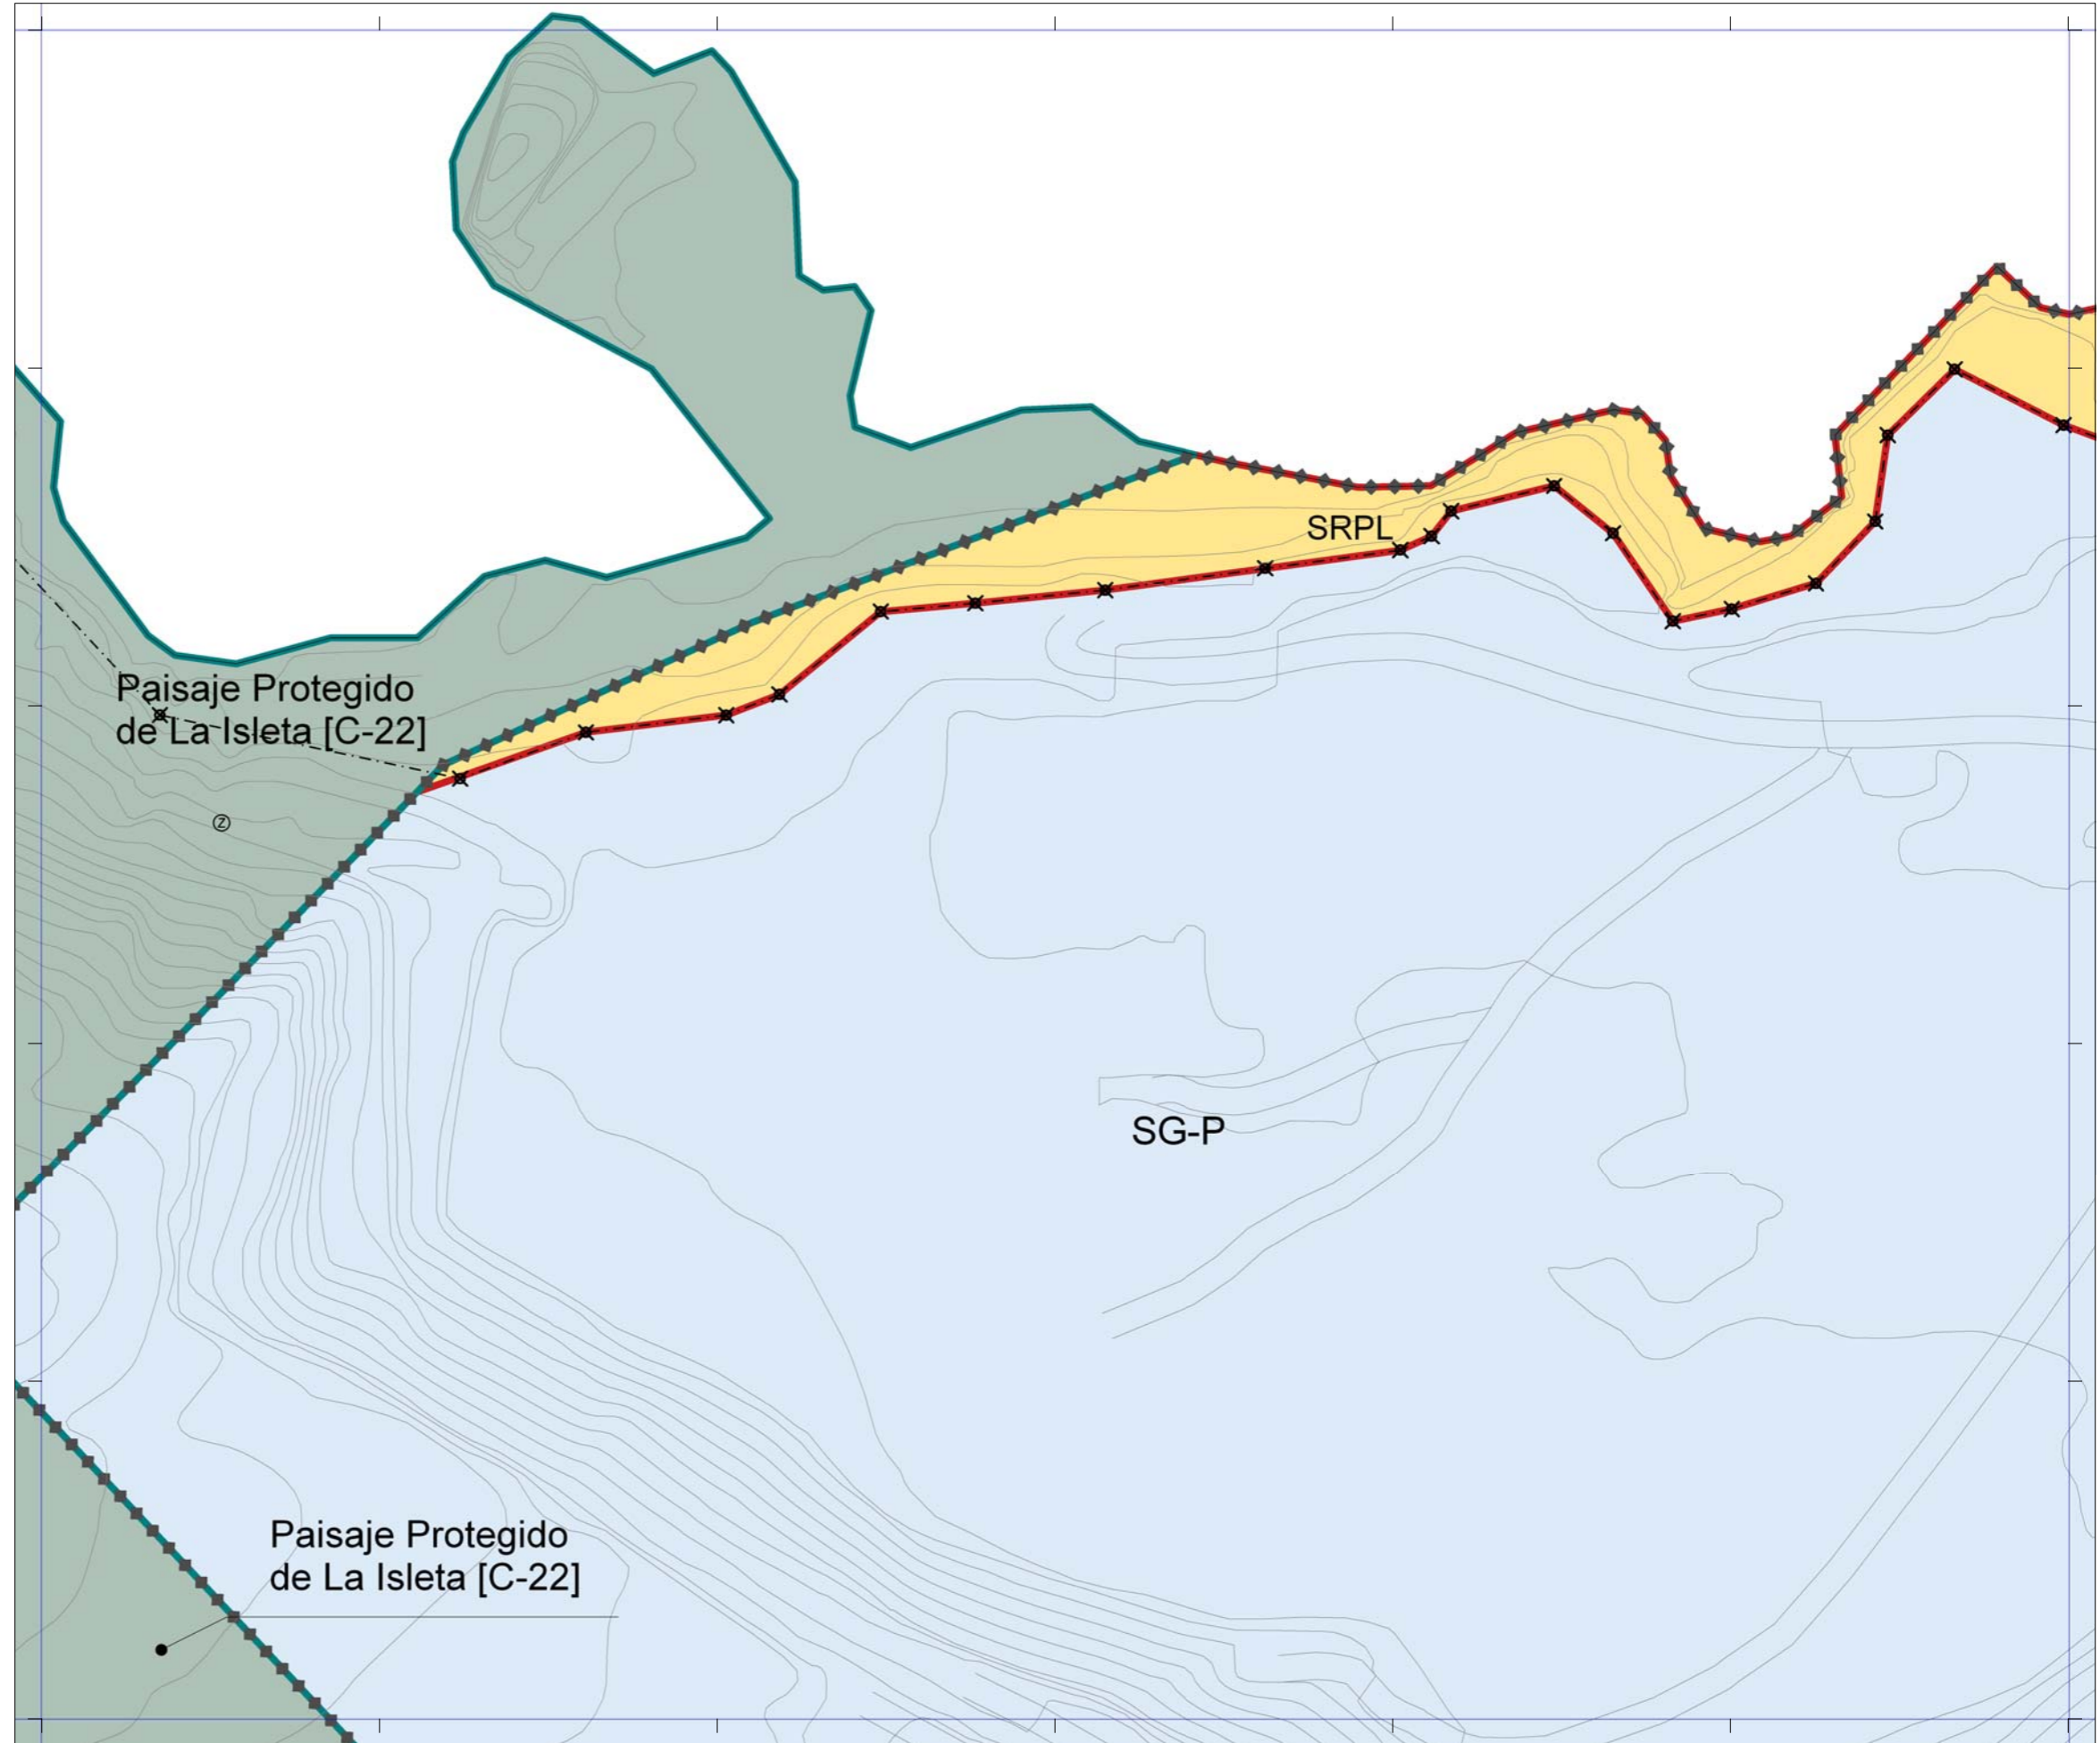 SRPL
Paisaje Protegido
de La Isleta [C-22]
Z
SG-P
Paisaje Protegido
de La Isleta [C-22]